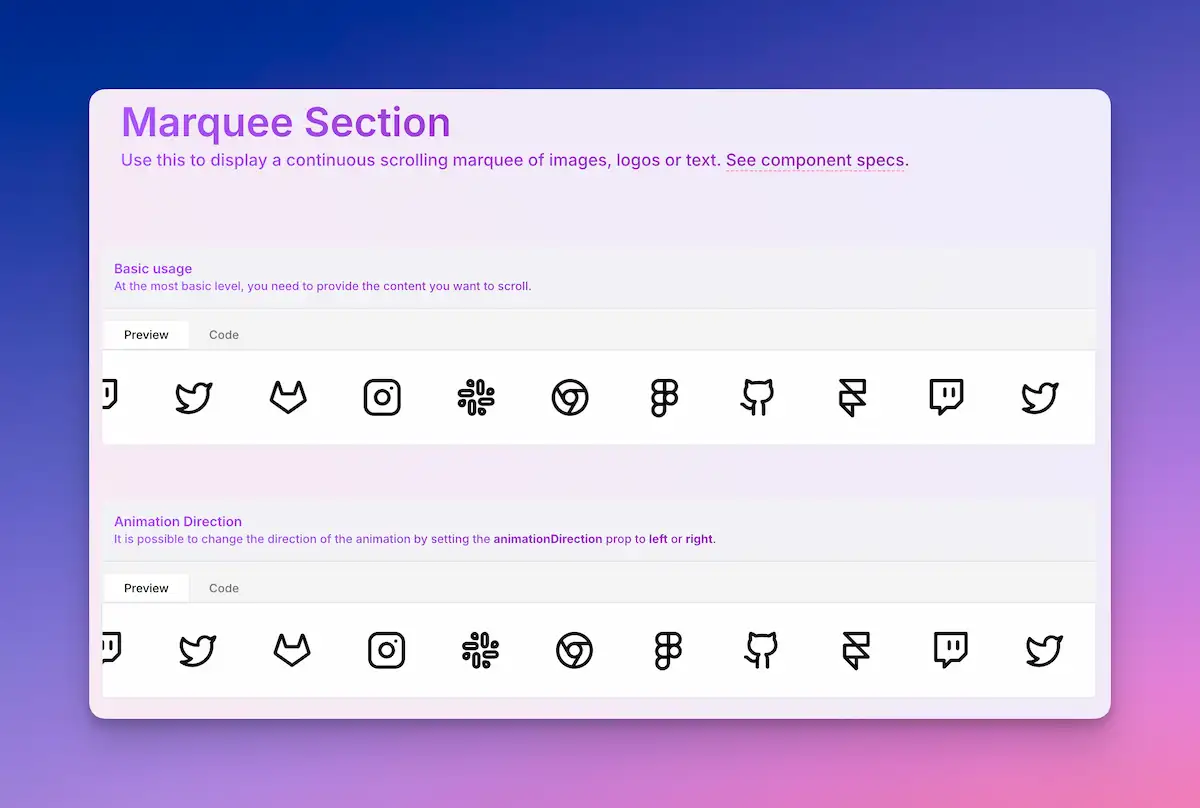 Marquee Section
Use this to display a continuous scrolling marquee of images, logos or text. See component specs.
Basic usage
At the most basic level, you need to provide the content you want to scroll.
Preview Code
Animation Direction
It is possible to change the direction of the animation by setting the animationDirection prop to left or right.
Preview Code